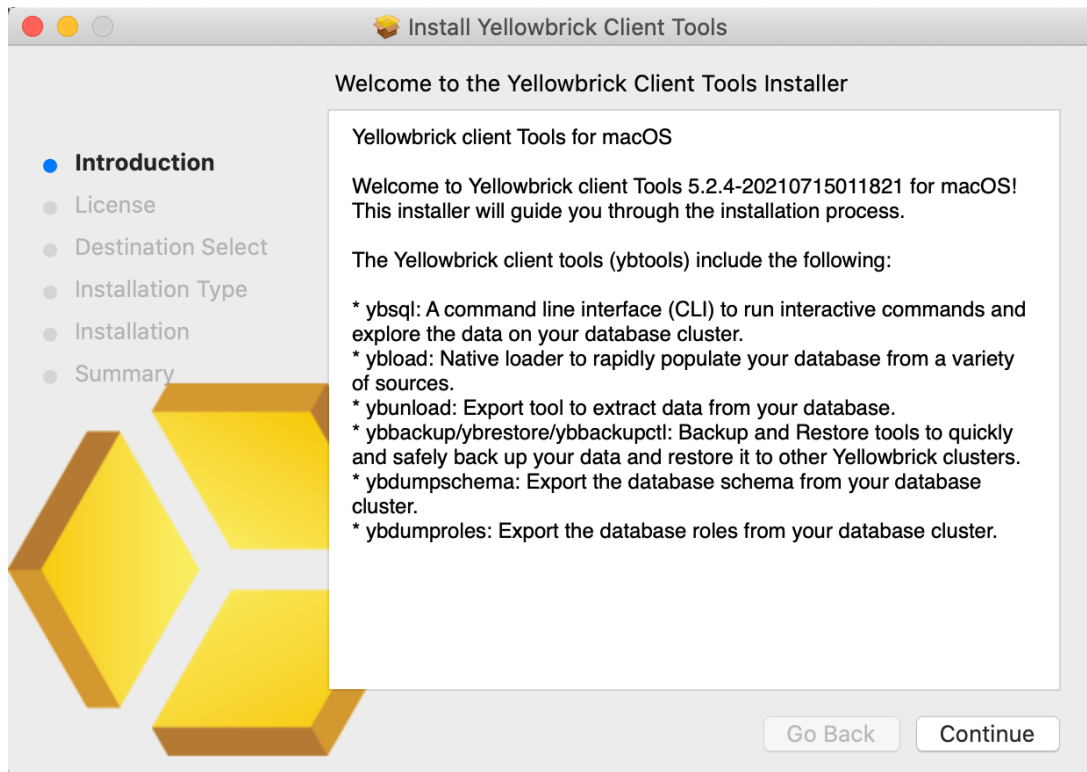 Install Yellowbrick Client Tools
Welcome to the Yellowbrick Client Tools Installer
Introduction
License
Destination Select
Installation Type
Installation
Summary
Yellowbrick client Tools for macOS
Welcome to Yellowbrick client Tools 5.2.4-20210715011821 for macOS!
This installer will guide you through the installation process.
The Yellowbrick client tools (ybtools) include the following:
* ybsql: A command line interface (CLI) to run interactive commands and
explore the data on your database cluster.
* ybload: Native loader to rapidly populate your database from a variety
of sources.
* ybunload: Export tool to extract data from your database.
* ybbackup/ybrestore/ybbackupctl: Backup and Restore tools to quickly
and safely back up your data and restore it to other Yellowbrick clusters.
* ybdumpschema: Export the database schema from your database
cluster.
* ybdumproles: Export the database roles from your database cluster.
Go Back
Continue